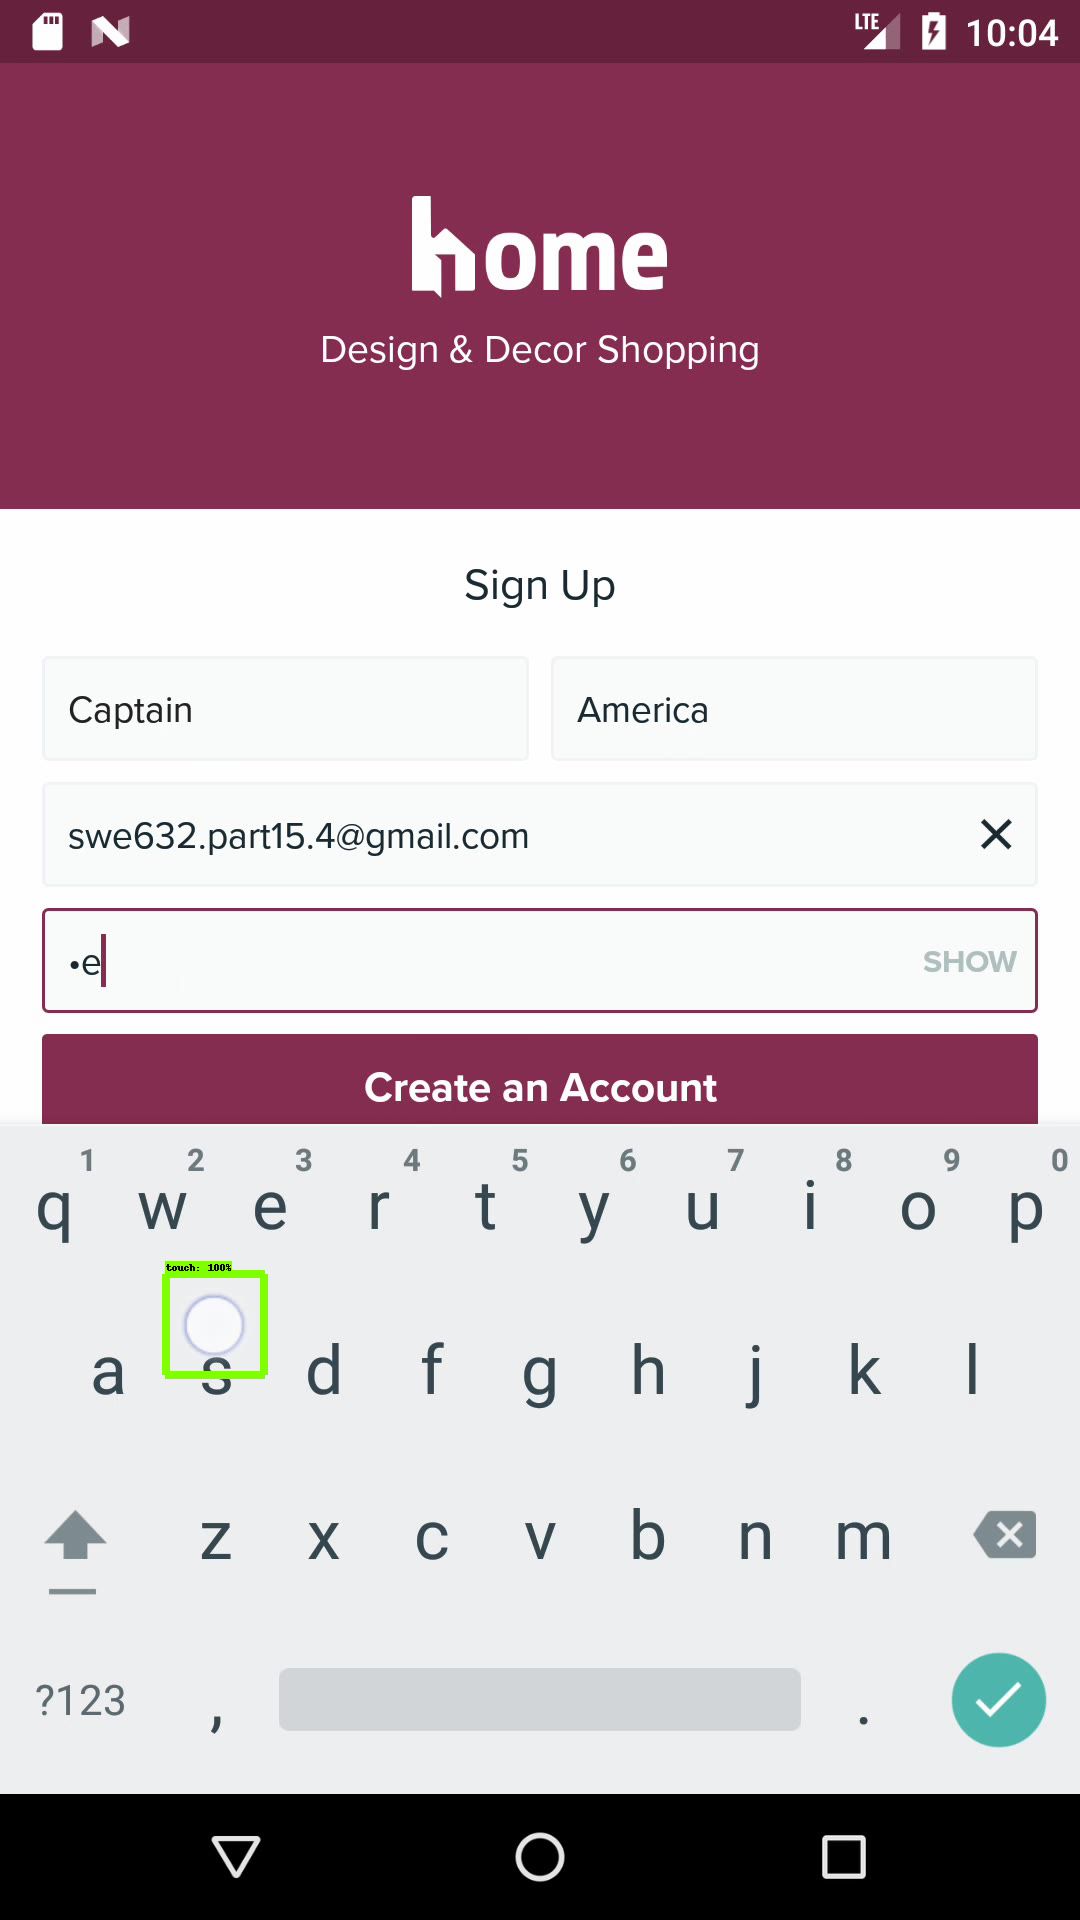 LTE 10:04
home
Design & Decor Shopping
Sign Up
Captain America
swe632.part15.4@gmail.com
•e SHOW
Create an Account
1 2 3 4 5 6 7 8 9 0
q w e r t y u i o p
touch: 100%
a s d f g h j k l
z x c v b n m
?123 , .